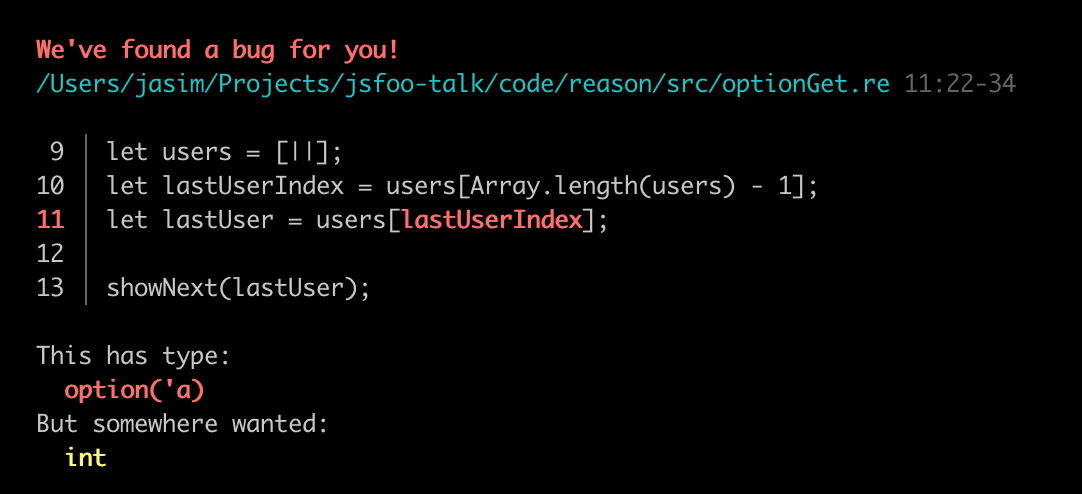 We've found a bug for you!
/Users/jasim/Projects/jsfoo-talk/code/reason/src/optionGet.re 11:22-34
9 │ let users = [||];
10 │ let lastUserIndex = users[Array.length(users) - 1];
11 │ let lastUser = users[lastUserIndex];
12 │
13 │ showNext(lastUser);
This has type:
option('a)
But somewhere wanted:
int